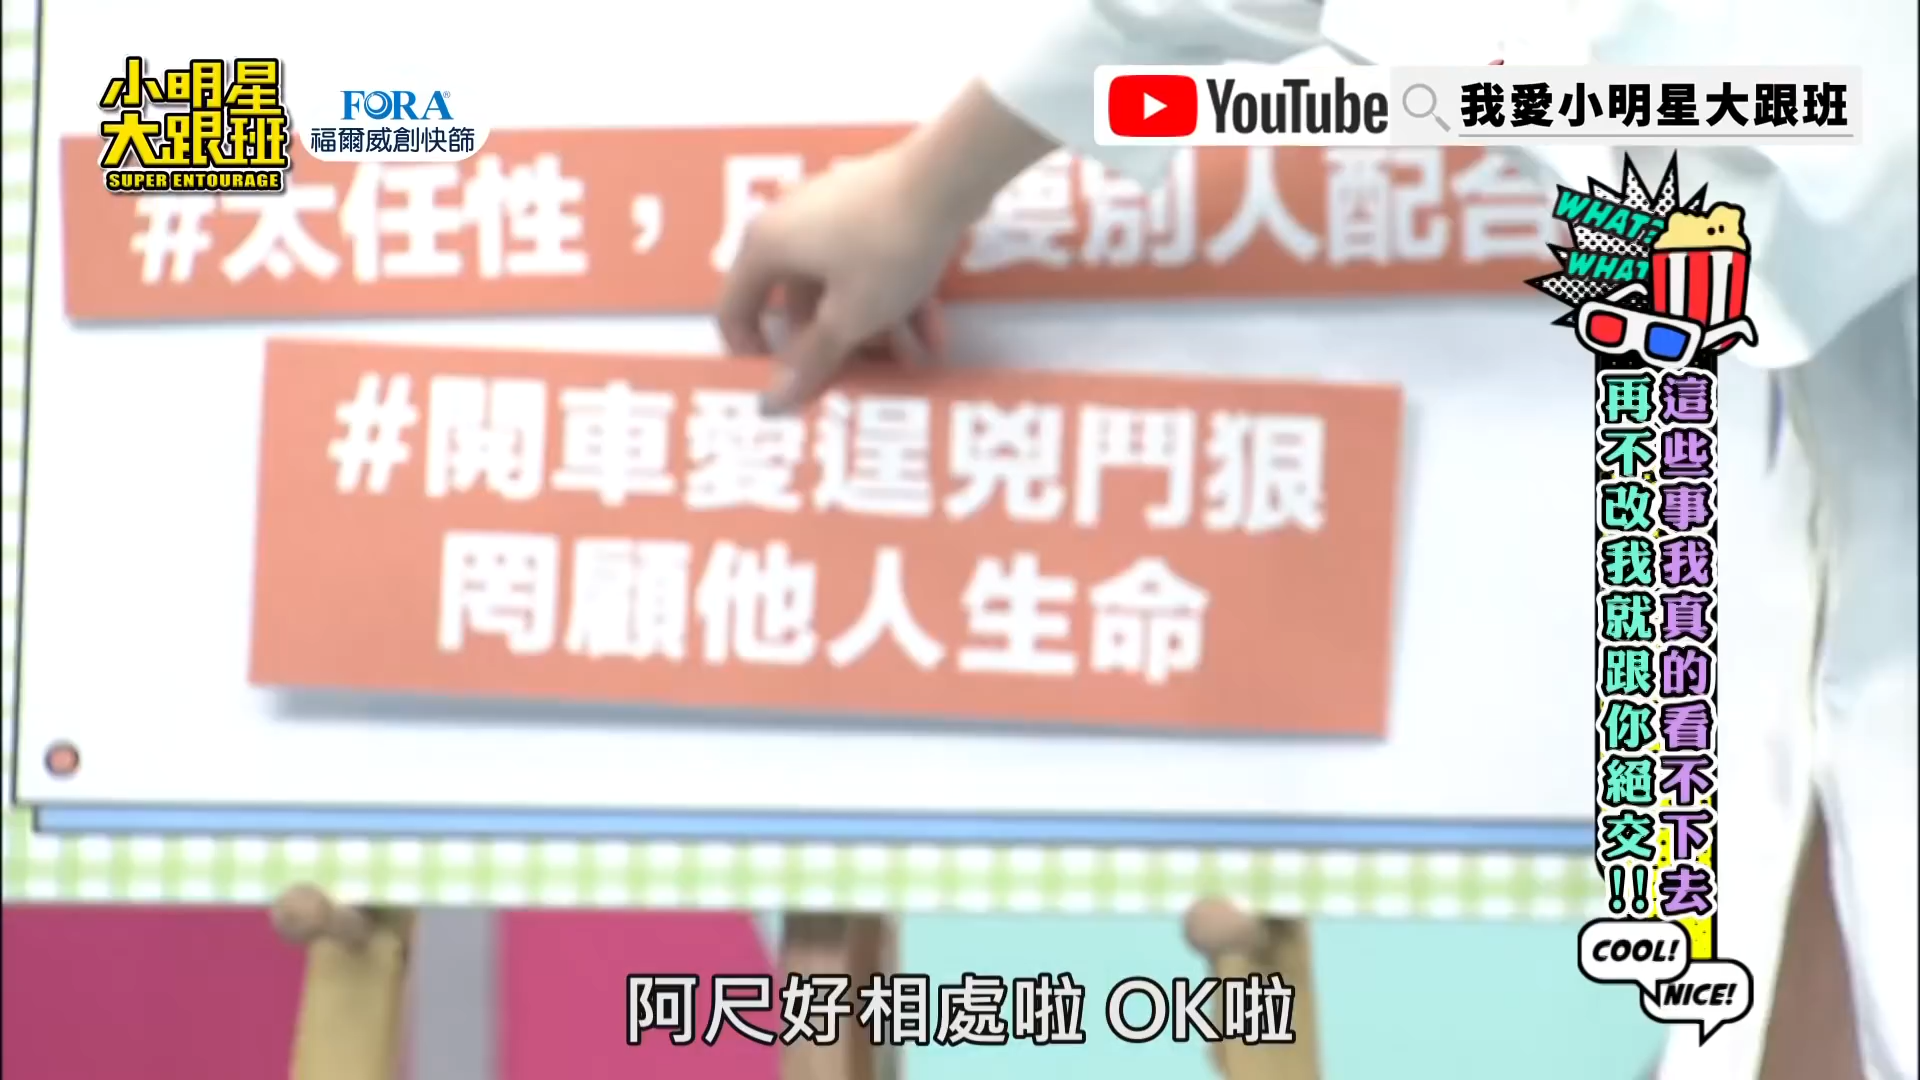 小明星
大跟班
SUPER ENTOURAGE
FORA
福爾威創快篩
YouTube
我愛小明星大跟班
#太任性，凡 要別人配合
WHAT?
WHAT
這些事我真的看不下去
再不改我就跟你絕交!!
#開車愛逞兇鬥狠
罔顧他人生命
COOL!
NICE!
阿尺好相處啦 OK啦